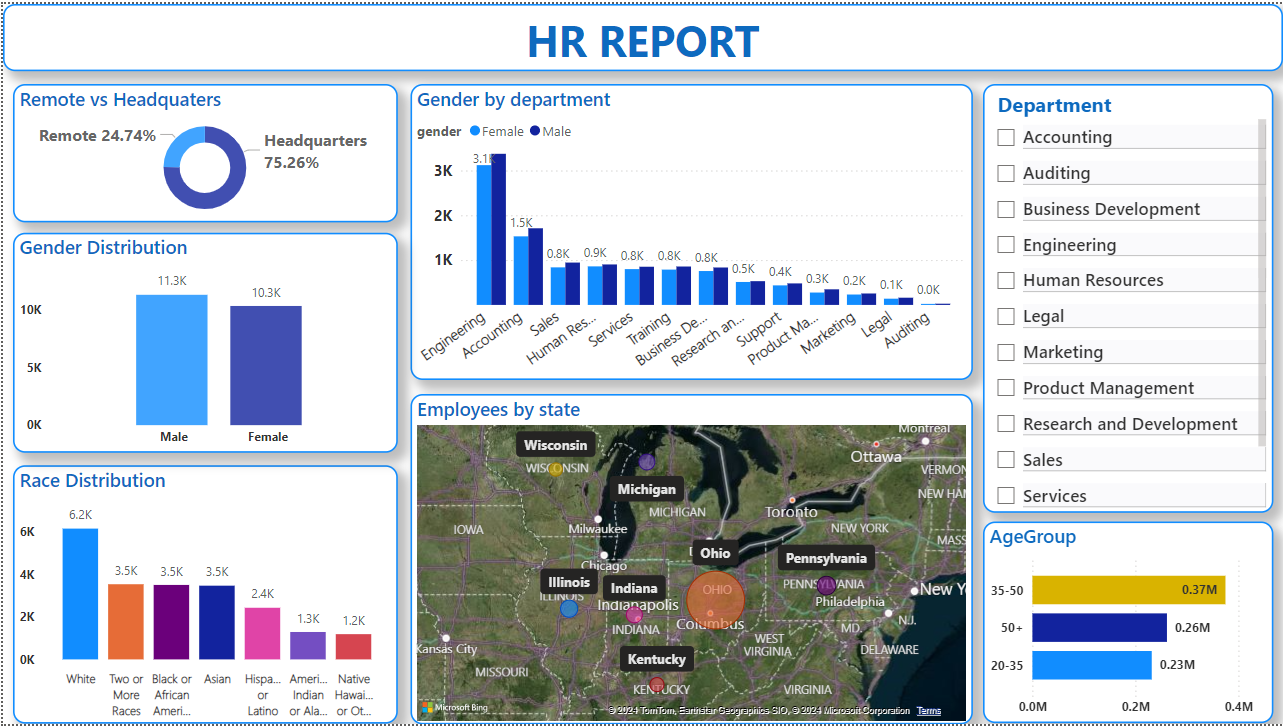 HR REPORT
Remote vs Headquaters
Remote 24.74%
Headquarters
75.26%
Gender Distribution
10K
5K
0K
11.3K
10.3K
Male
Female
Race Distribution
6K
4K
2K
0K
6.2K
3.5K
3.5K
3.5K
2.4K
1.3K
1.2K
White
Two or
More
Races
Black or
African
Ameri...
Asian
Hispa...
or
Latino
Ameri...
Indian
or Ala...
Native
Hawai...
or Ot...
Gender by department
gender Female Male
3K
2K
1K
3.1K
1.5K
0.8K
0.9K
0.8K
0.8K
0.8K
0.5K
0.4K
0.3K
0.2K
0.1K
0.0K
Engineering
Accounting
Sales
Human Res...
Services
Training
Business De...
Research an...
Support
Product Ma...
Marketing
Legal
Auditing
Employees by state
Montreal
Wisconsin
Ottawa
WISCONSIN
VERMON
Michigan
NEW HAM
MICHIGAN
Toronto
IOWA
Milwaukee
NEW YORK
MASS
Ohio
Pennsylvania
Chicago
Illinois
Indiana
OHIO
PENNSYLVANIA
New Y
ILLINOIS
Indianapolis
Philadelphia
Columbus
N.J.
INDIANA
MD.
WEST
VIRGINIA
DELAWARE
Kansas City
Kentucky
MISSOURI
KENTUCKY
VIRGINIA
Microsoft Bing
© 2024 TomTom, Earthstar Geographics SIO, © 2024 Microsoft Corporation Terms
Department
Accounting
Auditing
Business Development
Engineering
Human Resources
Legal
Marketing
Product Management
Research and Development
Sales
Services
AgeGroup
35-50
0.37M
50+
0.26M
20-35
0.23M
0.0M
0.2M
0.4M